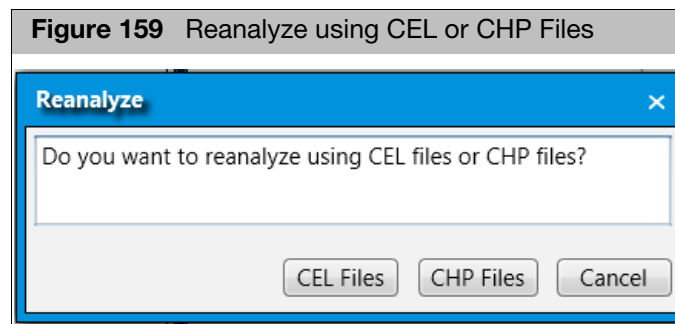 Figure 159 Reanalyze using CEL or CHP Files
Reanalyze
Do you want to reanalyze using CEL files or CHP files?
CEL Files CHP Files Cancel